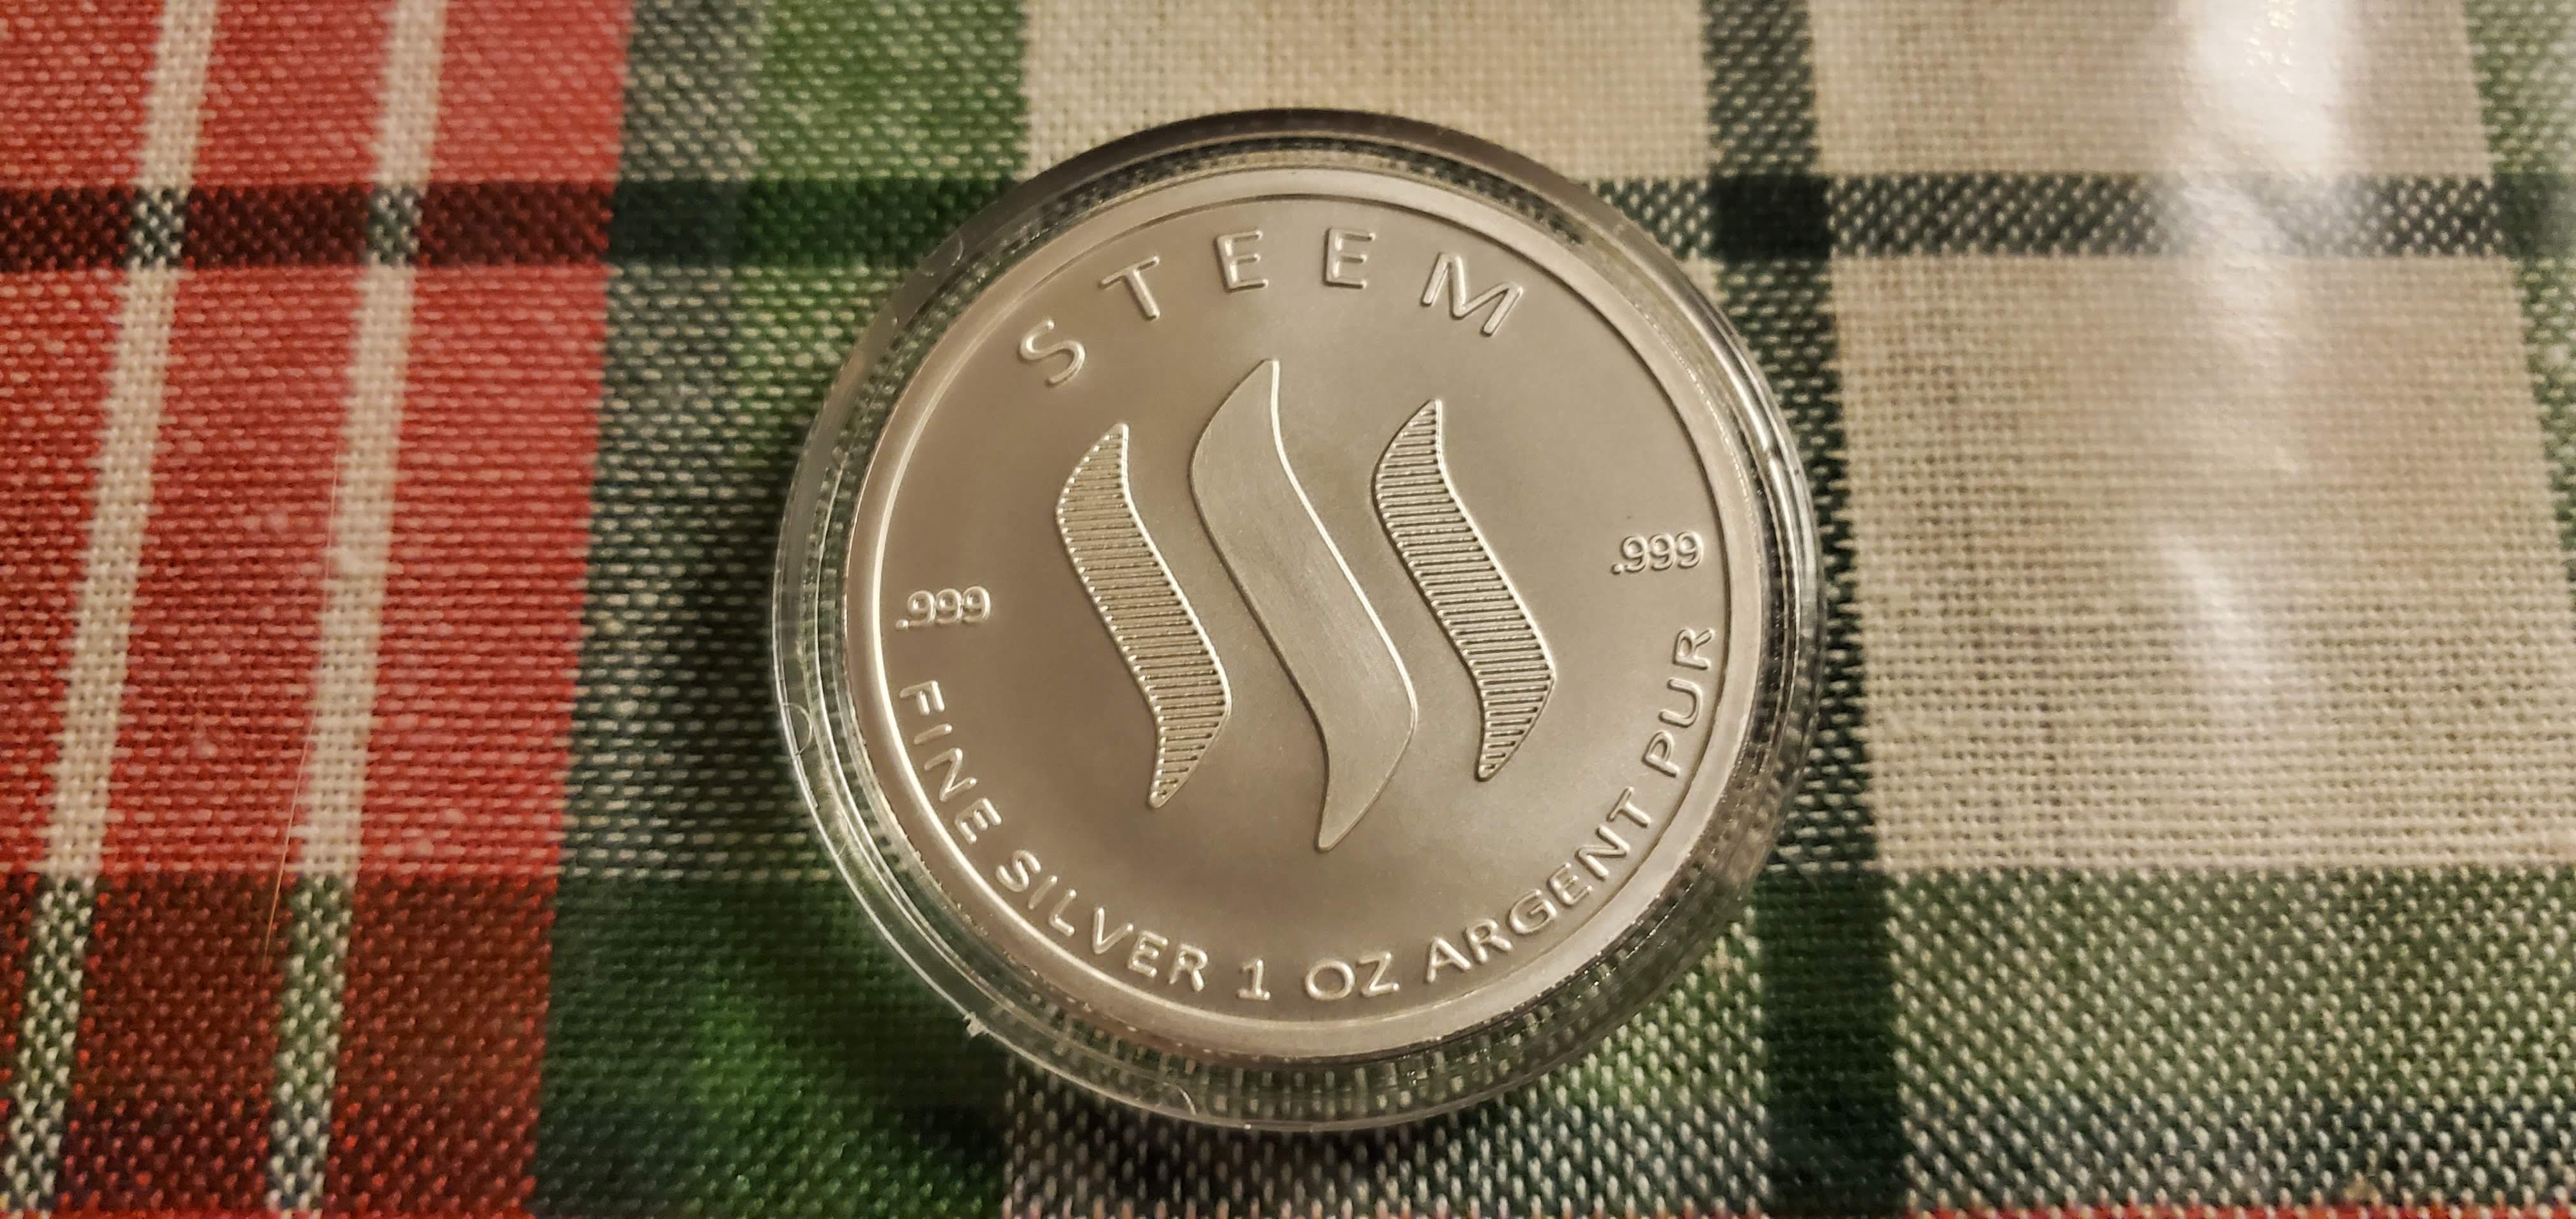 STEEM
.999
.999
FINE SILVER 1 OZ ARGENT PUR